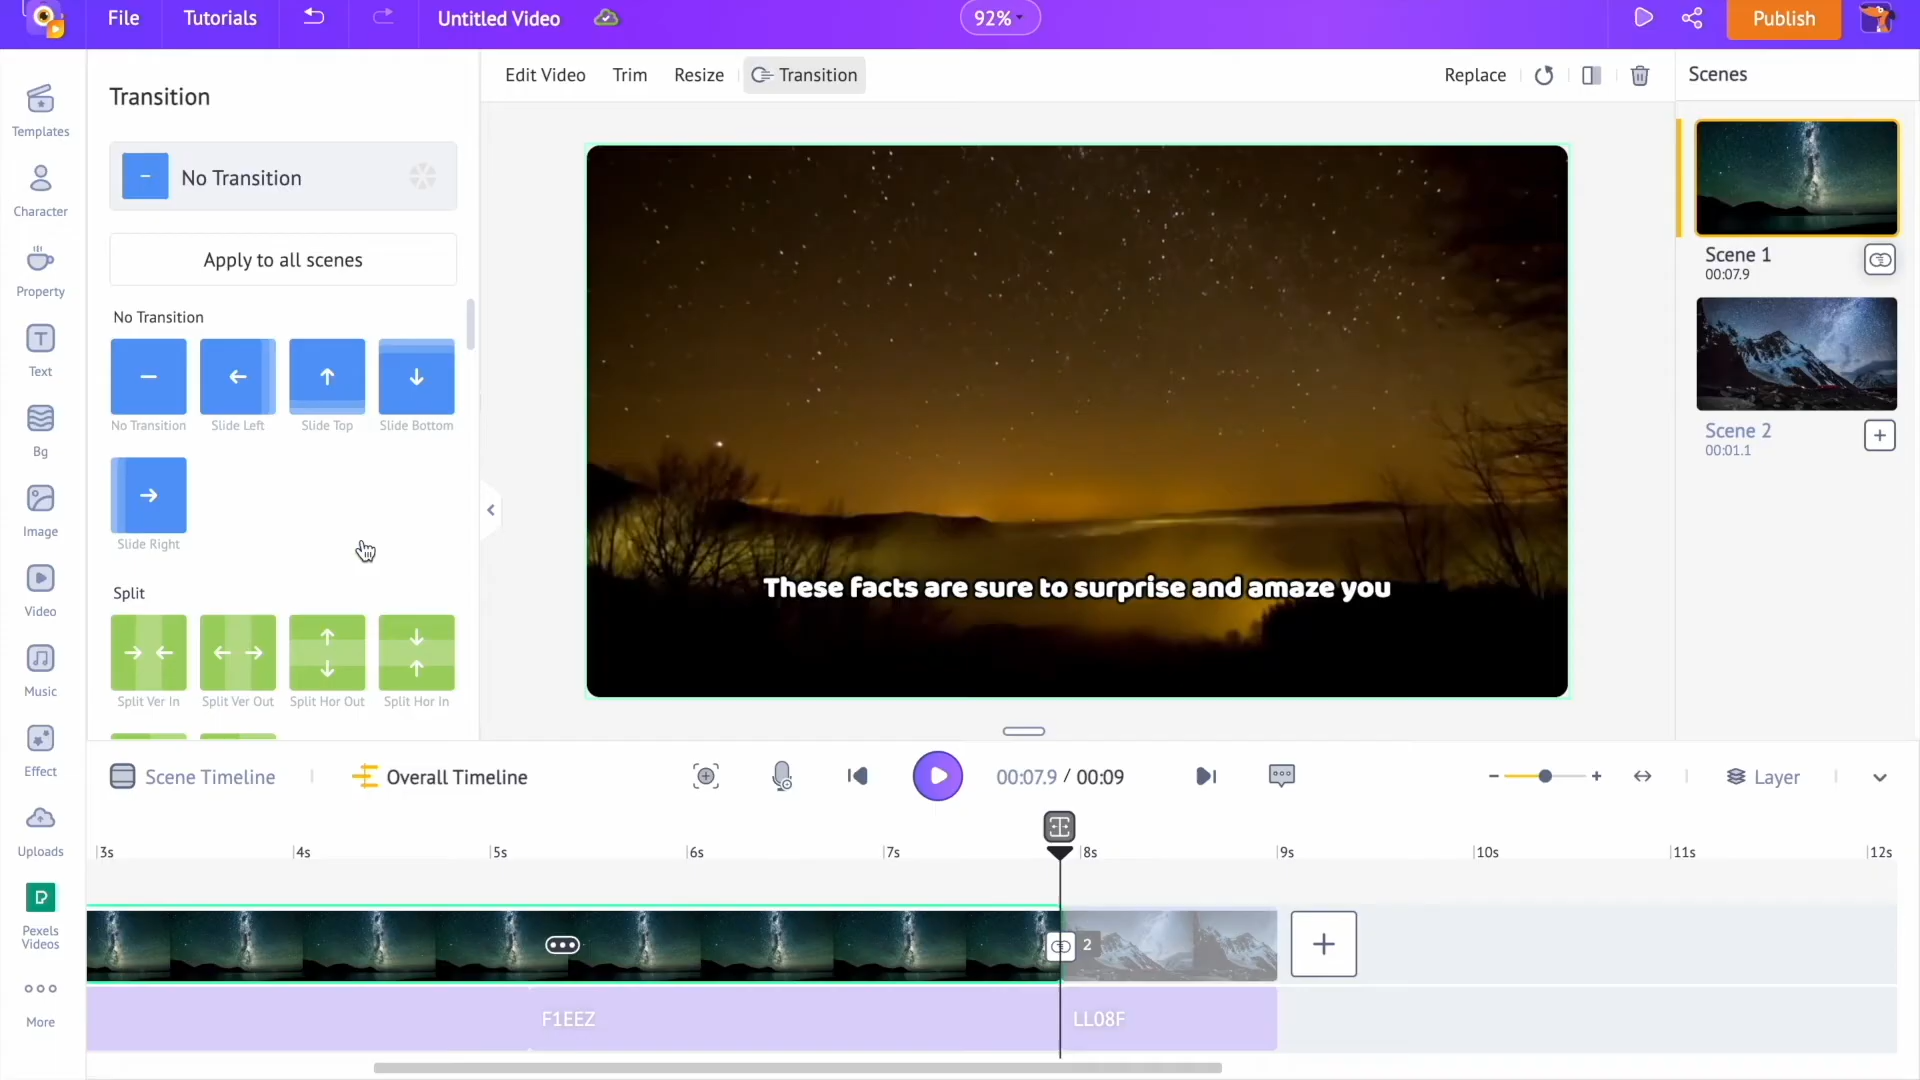 File
Tutorials
Untitled Video
92%
Publish
Templates
Character
Property
Text
Bg
Image
Video
Music
Effect
Uploads
Pexels
Videos
More
Transition
No Transition
Apply to all scenes
No Transition
No Transition
Slide Left
Slide Top
Slide Bottom
Slide Right
Split
Split Ver In
Split Ver Out
Split Hor Out
Split Hor In
Edit Video
Trim
Resize
Transition
Replace
These facts are sure to surprise and amaze you
Scenes
Scene 1
00:07.9
Scene 2
00:01.1
Scene Timeline
Overall Timeline
00:07.9 / 00:09
Layer
3s
4s
5s
6s
7s
8s
9s
10s
11s
12s
2
F1EEZ
LL08F